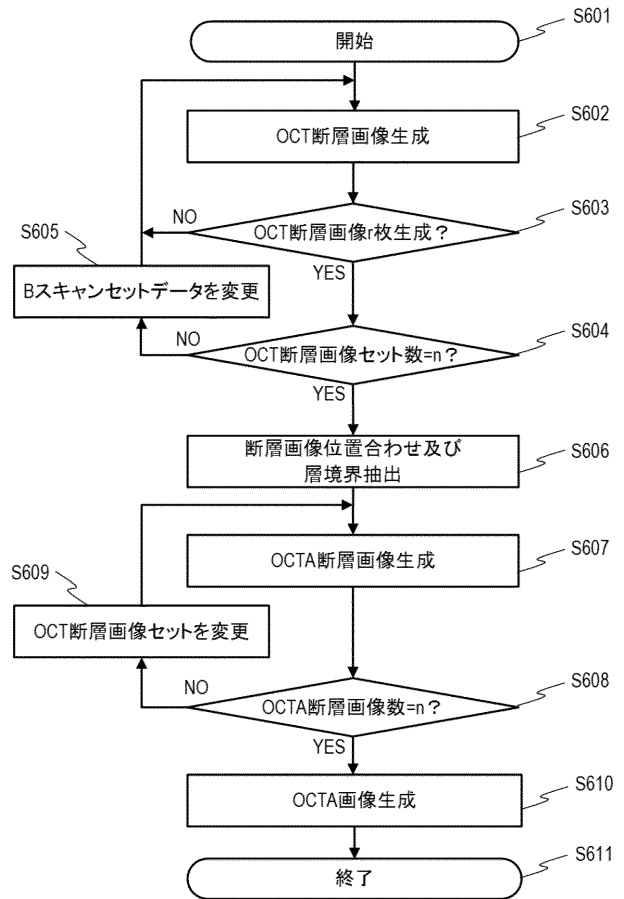 S601
開始
S602
OCT断層画像生成
S603
OCT断層画像r枚生成？
NO
YES
S605
Bスキャンセットデータを変更
S604
OCT断層画像セット数=n？
NO
YES
S606
断層画像位置合わせ及び
層境界抽出
S607
OCTA断層画像生成
S609
OCT断層画像セットを変更
S608
OCTA断層画像数=n？
NO
YES
S610
OCTA画像生成
S611
終了